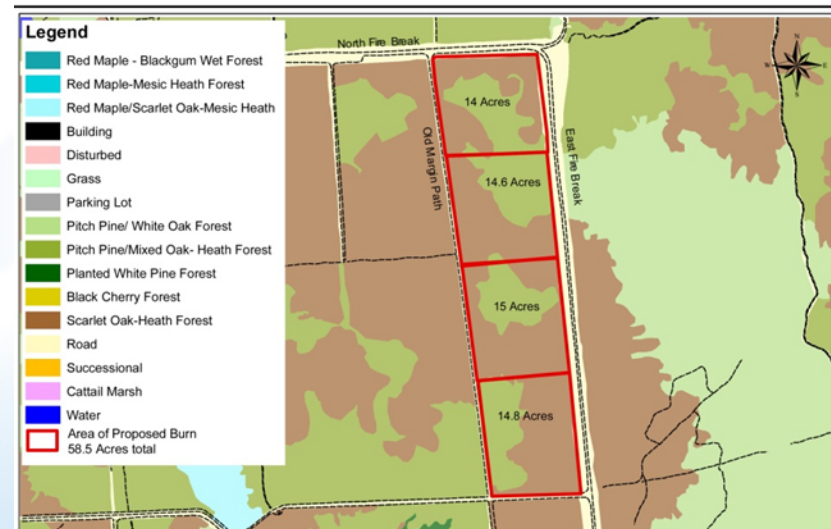 Legend
Red Maple - Blackgum Wet Forest
Red Maple-Mesic Heath Forest
Red Maple/Scarlet Oak-Mesic Heath
Building
Disturbed
Grass
Parking Lot
Pitch Pine/ White Oak Forest
Pitch Pine/Mixed Oak- Heath Forest
Planted White Pine Forest
Black Cherry Forest
Scarlet Oak-Heath Forest
Road
Successional
Cattail Marsh
Water
Area of Proposed Burn
58.5 Acres total
North Fire Break
Old Margin Path
East Fire Break
14 Acres
14.6 Acres
15 Acres
14.8 Acres
N
W
E
S